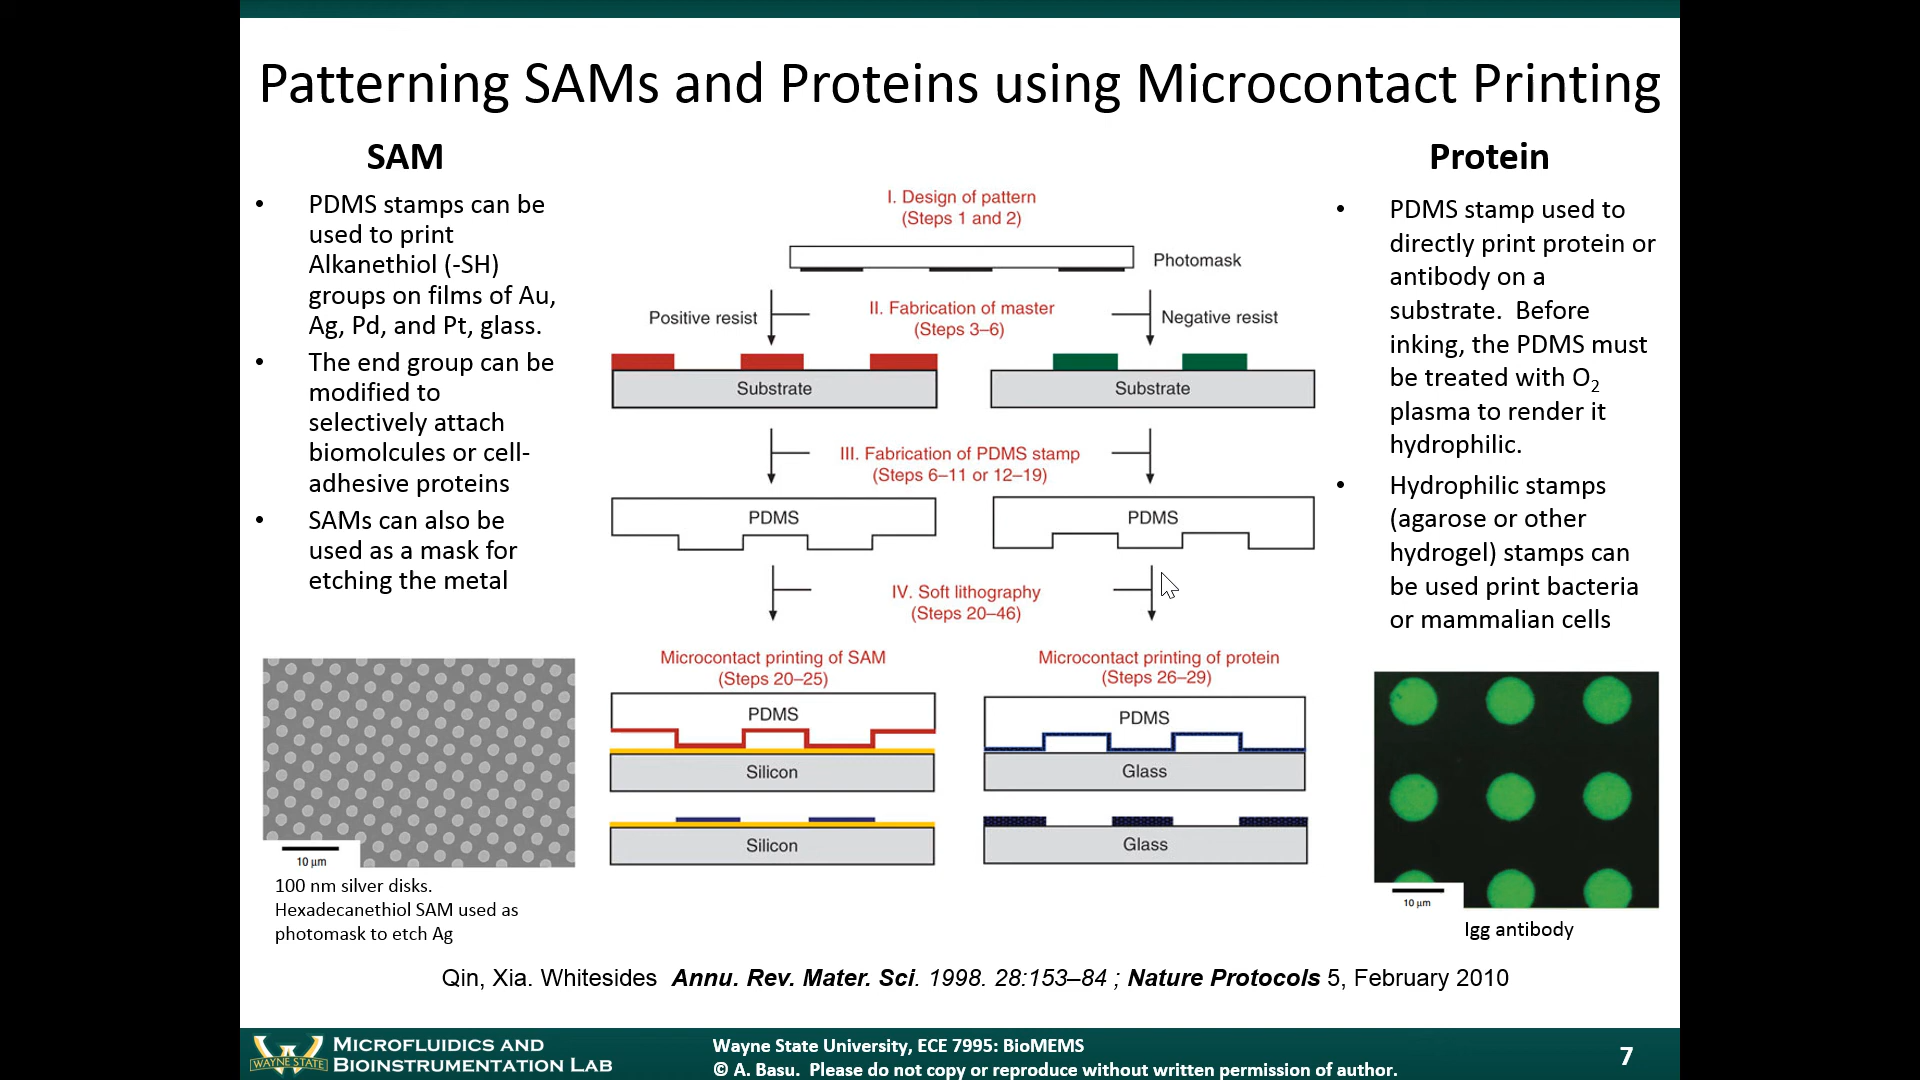 Patterning SAMs and Proteins using Microcontact Printing
SAM
• PDMS stamps can be
used to print
Alkanethiol (-SH)
groups on films of Au,
Ag, Pd, and Pt, glass.
• The end group can be
modified to
selectively attach
biomolcules or cell-
adhesive proteins
• SAMs can also be
used as a mask for
etching the metal
10 μm
100 nm silver disks.
Hexadecanethiol SAM used as
photomask to etch Ag
I. Design of pattern
(Steps 1 and 2)
Photomask
Positive resist
II. Fabrication of master
(Steps 3–6)
Negative resist
Substrate
Substrate
III. Fabrication of PDMS stamp
(Steps 6–11 or 12–19)
PDMS
PDMS
IV. Soft lithography
(Steps 20–46)
Microcontact printing of SAM
(Steps 20–25)
Microcontact printing of protein
(Steps 26–29)
PDMS
PDMS
Silicon
Glass
Silicon
Glass
Protein
• PDMS stamp used to
directly print protein or
antibody on a
substrate. Before
inking, the PDMS must
be treated with O2
plasma to render it
hydrophilic.
• Hydrophilic stamps
(agarose or other
hydrogel) stamps can
be used print bacteria
or mammalian cells
10 μm
Igg antibody
Qin, Xia. Whitesides Annu. Rev. Mater. Sci. 1998. 28:153–84 ; Nature Protocols 5, February 2010
WAYNE STATE
MICROFLUIDICS AND
BIOINSTRUMENTATION LAB
Wayne State University, ECE 7995: BioMEMS
© A. Basu. Please do not copy or reproduce without written permission of author.
7